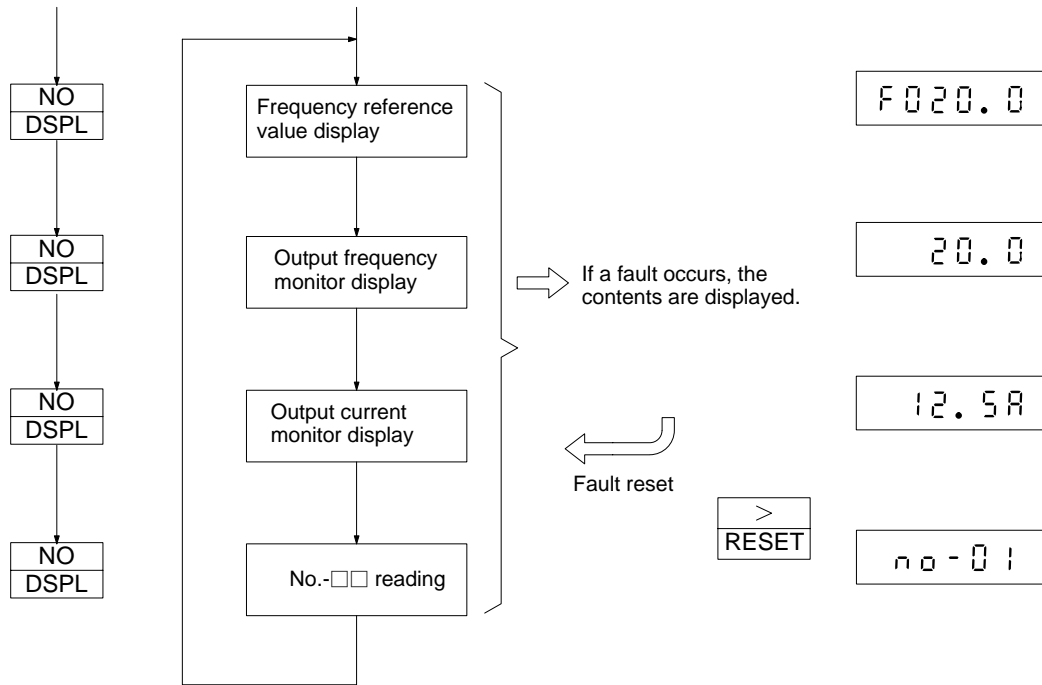 NO
DSPL
Frequency reference
value display
F020.0
NO
DSPL
Output frequency
monitor display
If a fault occurs, the
contents are displayed.
20.0
NO
DSPL
Output current
monitor display
12.5A
Fault reset
>
RESET
NO
DSPL
No.-□□ reading
no-01